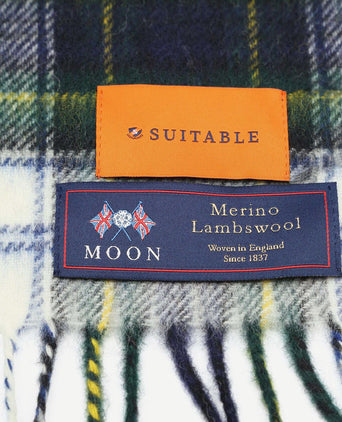 SUITABLE
MOON
Merino
Lambswool
Woven in England
Since 1837